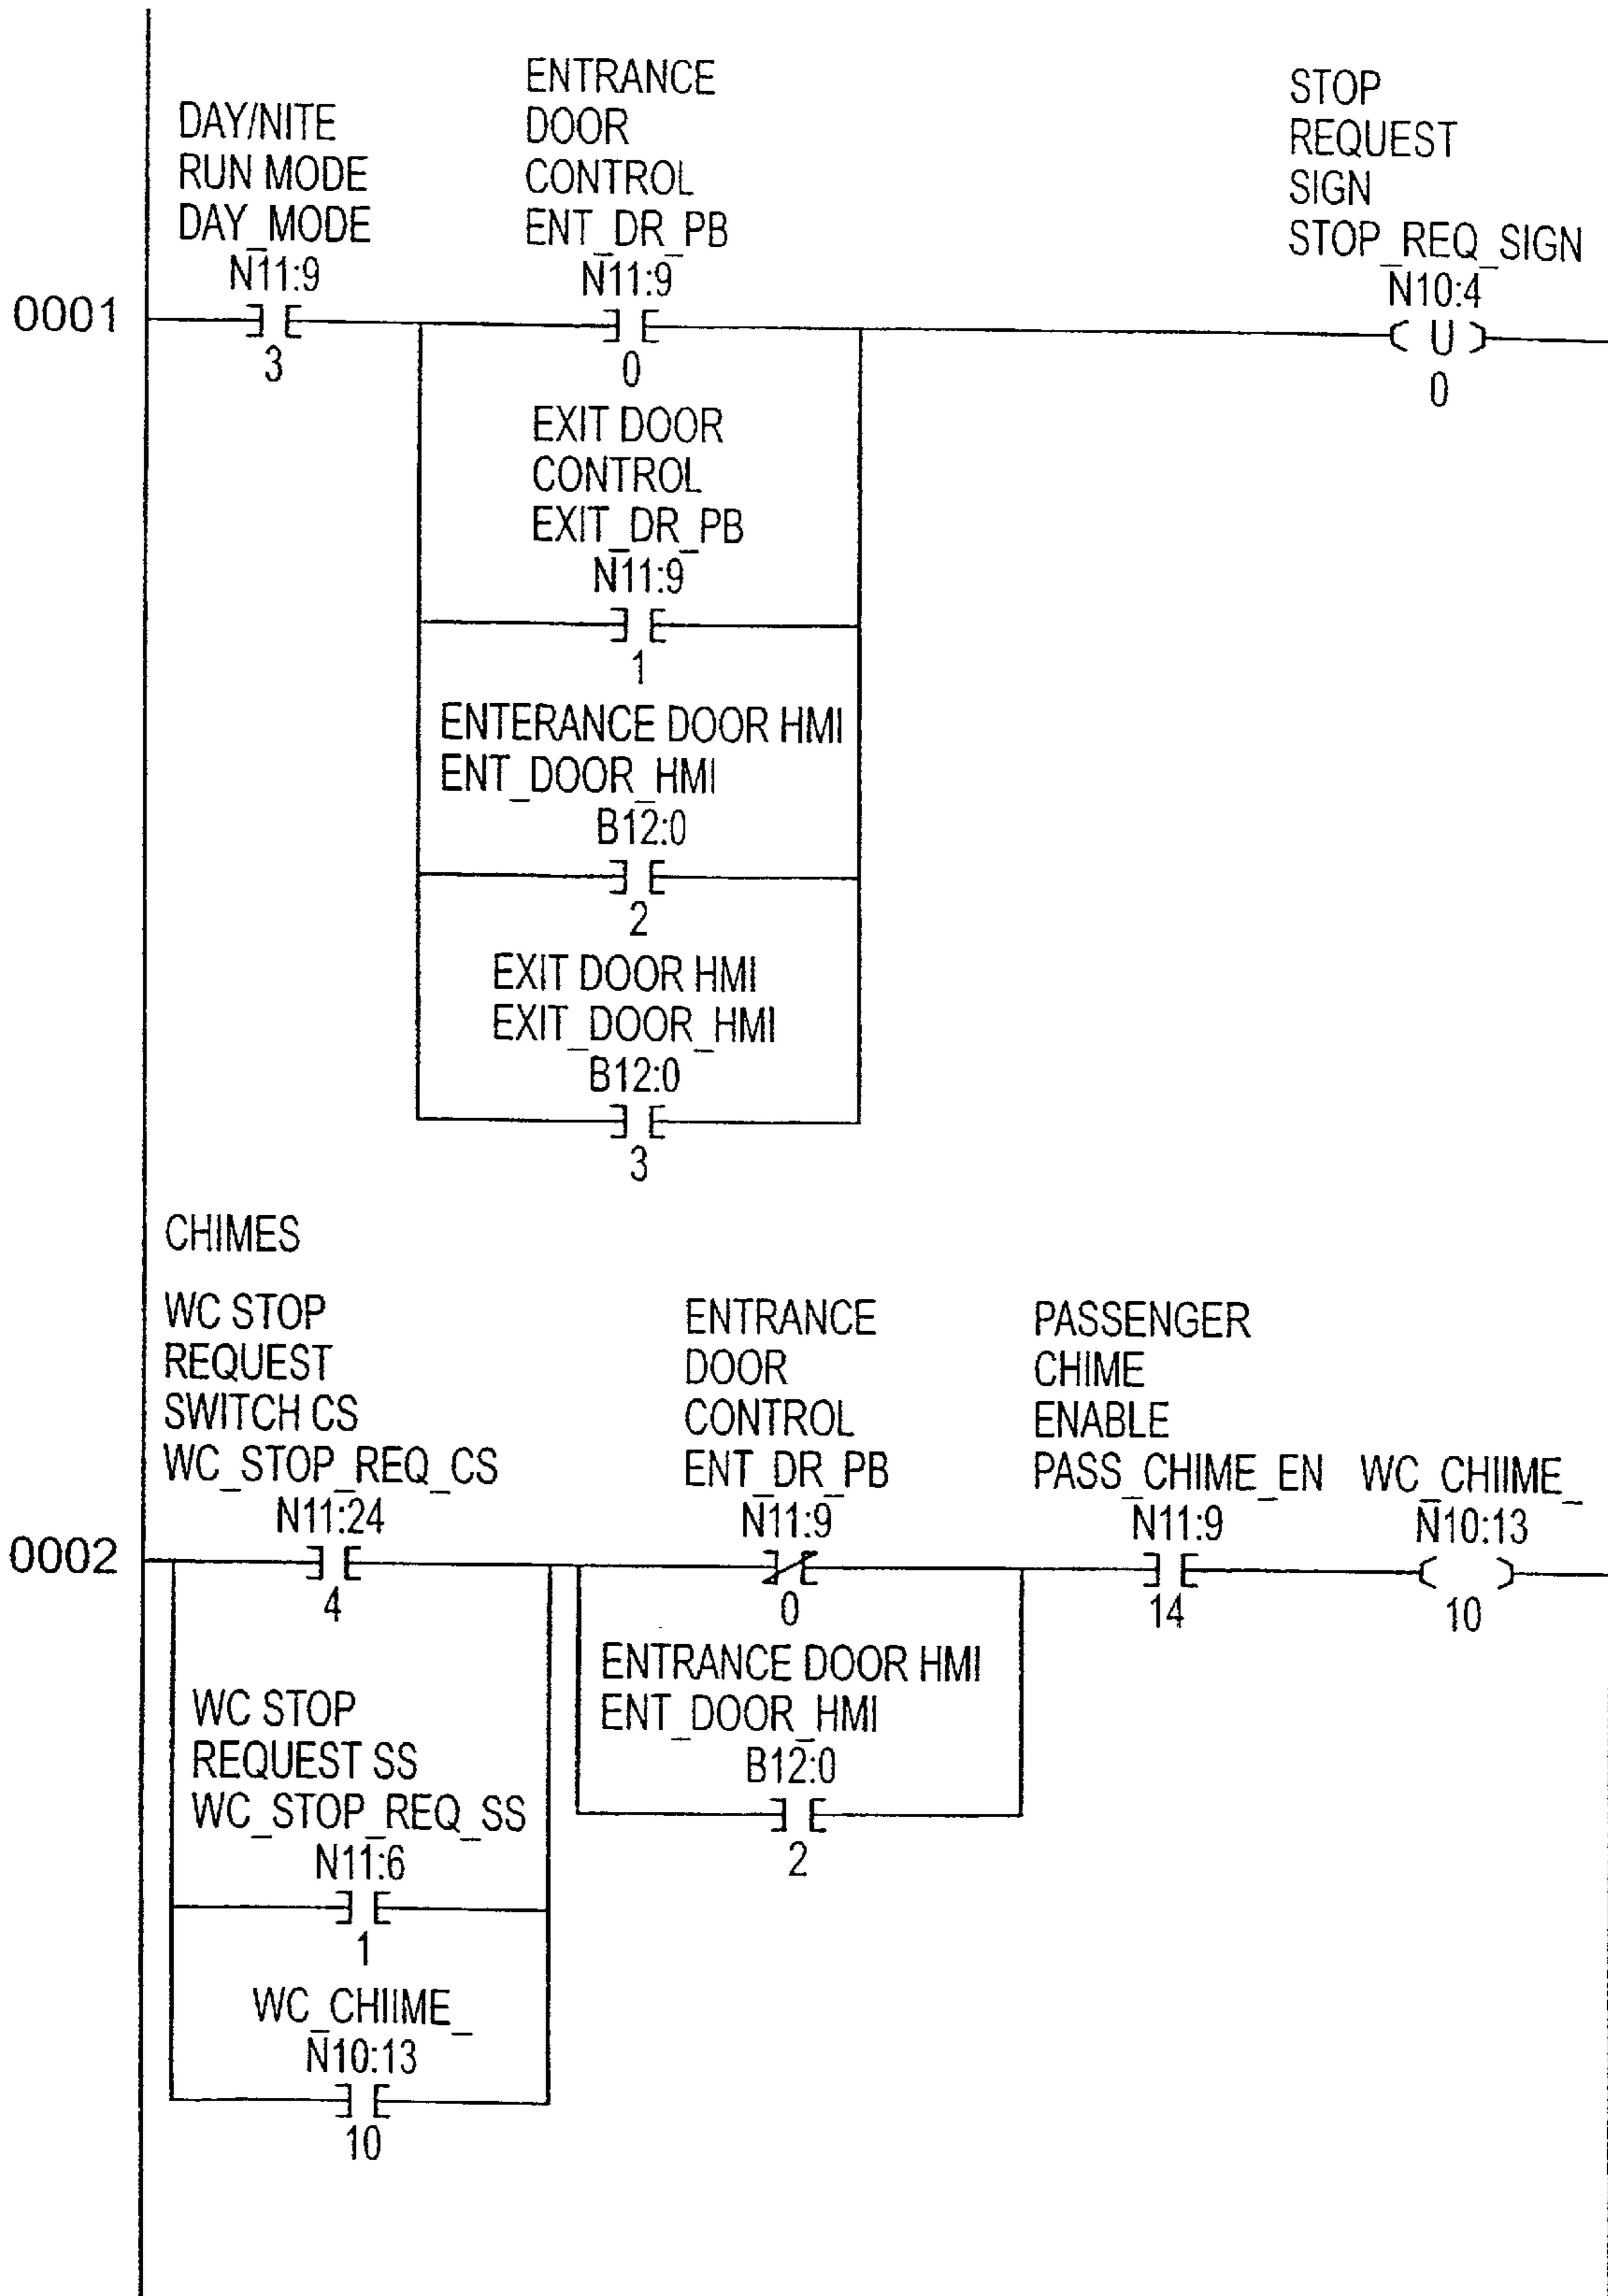 DAY/NITE
RUN MODE
DAY_MODE
N11:9
3
ENTRANCE
DOOR
CONTROL
ENT_DR_PB
N11:9
0
STOP
REQUEST
SIGN
STOP_REQ_SIGN
N10:4
U
0
0001
EXIT DOOR
CONTROL
EXIT_DR_PB
N11:9
1
ENTERANCE DOOR HMI
ENT_DOOR_HMI
B12:0
2
EXIT DOOR HMI
EXIT_DOOR_HMI
B12:0
3
CHIMES
WC STOP
REQUEST
SWITCH CS
WC_STOP_REQ_CS
N11:24
4
ENTRANCE
DOOR
CONTROL
ENT_DR_PB
N11:9
0
PASSENGER
CHIME
ENABLE
PASS_CHIME_EN
N11:9
14
WC_CHIIME_
N10:13
10
0002
WC STOP
REQUEST SS
WC_STOP_REQ_SS
N11:6
1
ENTRANCE DOOR HMI
ENT_DOOR_HMI
B12:0
2
WC_CHIIME_
N10:13
10